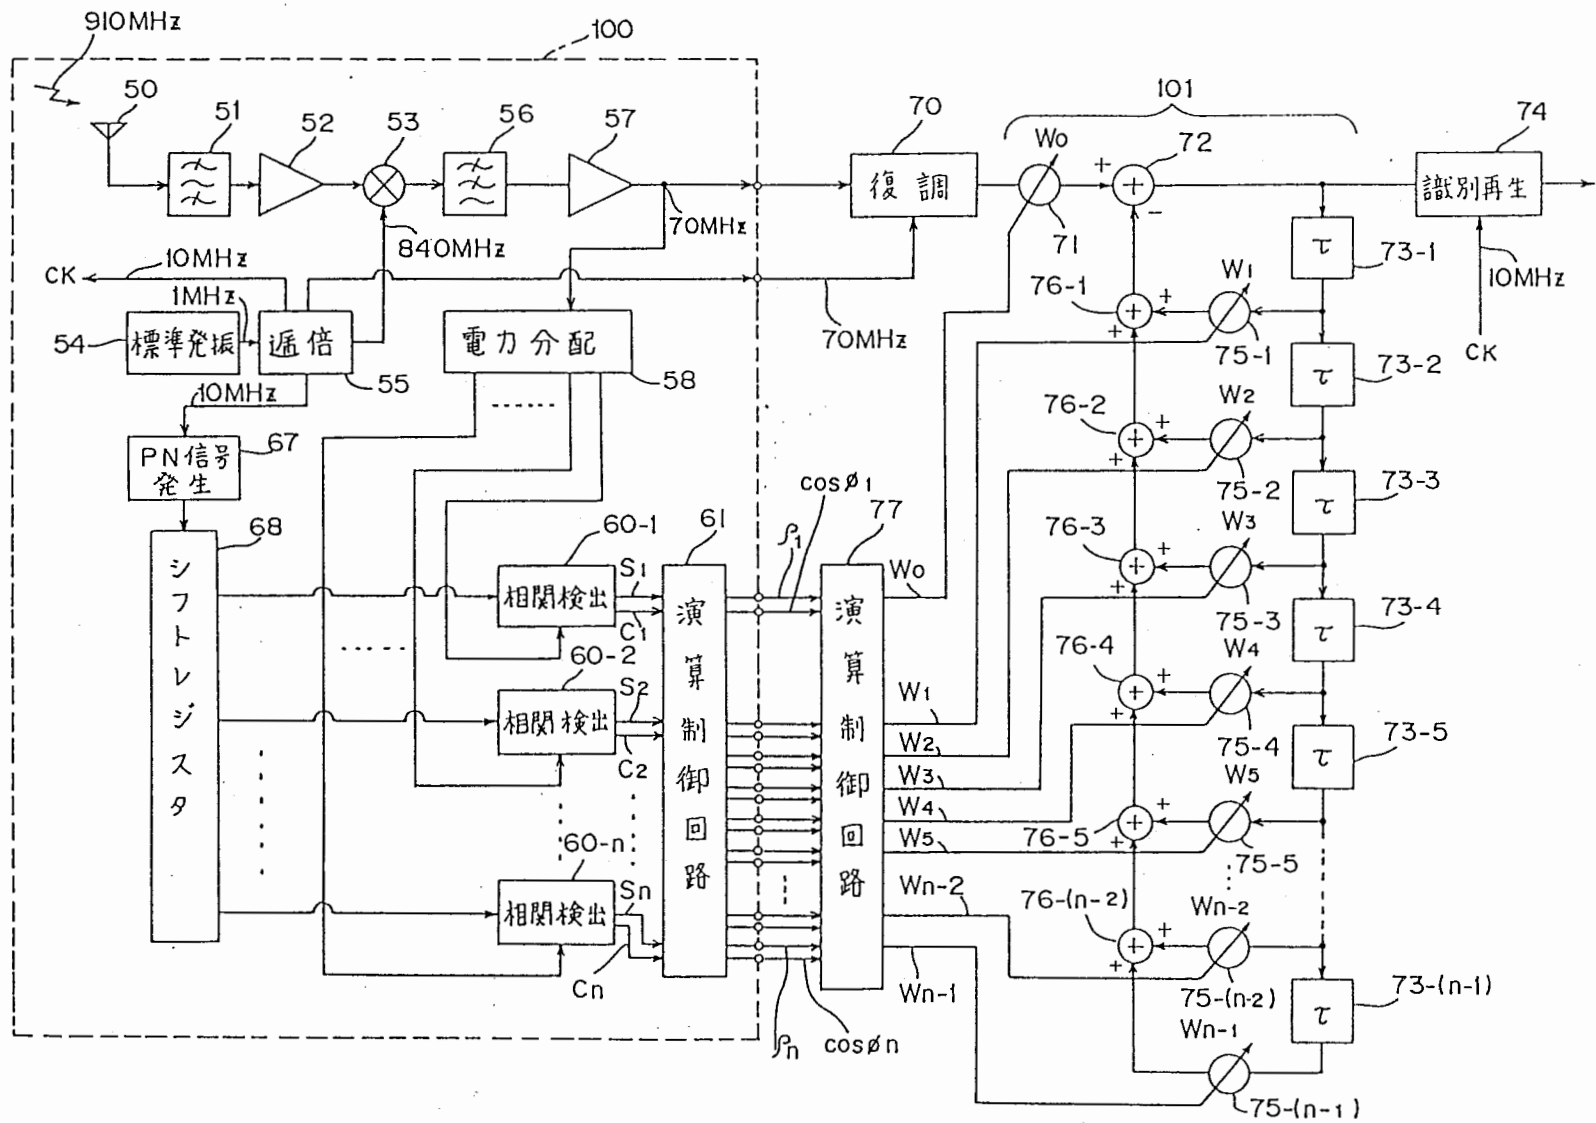 910MHz
100
50
51
52
53
56
57
70
101
W0
72
74
+
復調
識別再生
71
−
70MHz
840MHz
CK
10MHz
1MHz
70MHz
τ
73-1
10MHz
W1
76-1
+
+
75-1
CK
54
標準発振
逓倍
55
電力分配
58
10MHz
τ
73-2
W2
76-2
+
+
75-2
PN信号
発生
67
68
シフトレジスタ
60-1
相関検出
S1
C1
61
演算制御回路
ρ1
cosø1
77
演算制御回路
W0
τ
73-3
W3
76-3
+
+
75-3
60-2
相関検出
S2
C2
τ
73-4
W4
76-4
+
+
75-4
W1
W2
W3
W4
W5
τ
73-5
W5
76-5
+
+
75-5
60-n
相関検出
Sn
Cn
ρn
cosøn
Wn-2
Wn-1
76-(n-2)
Wn-2
+
+
75-(n-2)
τ
73-(n-1)
Wn-1
75-(n-1)